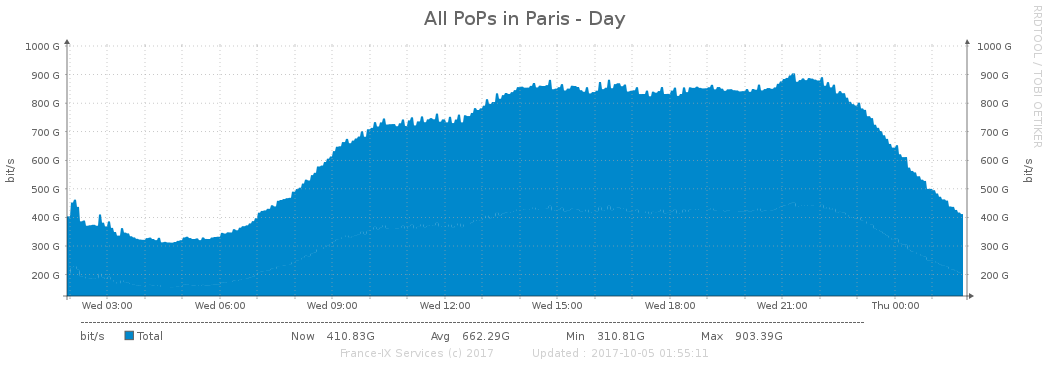 All PoPs in Paris - Day
RRDTOOL / TOBI OETIKER
1000 G 1000 G
900 G 900 G
800 G 800 G
700 G 700 G
600 G 600 G
500 G 500 G
400 G 400 G
300 G 300 G
200 G 200 G
bit/s bit/s
Wed 03:00 Wed 06:00 Wed 09:00 Wed 12:00 Wed 15:00 Wed 18:00 Wed 21:00 Thu 00:00
bit/s Total Now 410.83G Avg 662.29G Min 310.81G Max 903.39G
France-IX Services (c) 2017 Updated : 2017-10-05 01:55:11